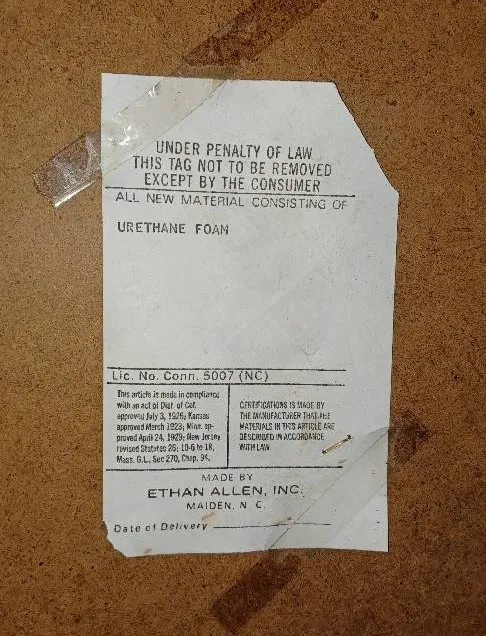 UNDER PENALTY OF LAW
THIS TAG NOT TO BE REMOVED
EXCEPT BY THE CONSUMER
ALL NEW MATERIAL CONSISTING OF
URETHANE FOAN
Lic. No. Conn. 5007 (NC)
This article is made in compliance
with an act of Dist. of Col.
approved July 3, 1926; Kansas
approved March 1923; Minn. ap-
proved April 24, 1929; New Jersey
revised Statutes 26; 10-6 to 18,
Mass. G.L., Sec 270, Chap. 94.
CERTIFICATIONS IS MADE BY
THE MANUFACTURER THAT THE
MATERIALS IN THIS ARTICLE ARE
DESCRIBED IN ACCORDANCE
WITH LAW.
MADE BY
ETHAN ALLEN, INC.
MAIDEN, N. C.
Date of Delivery